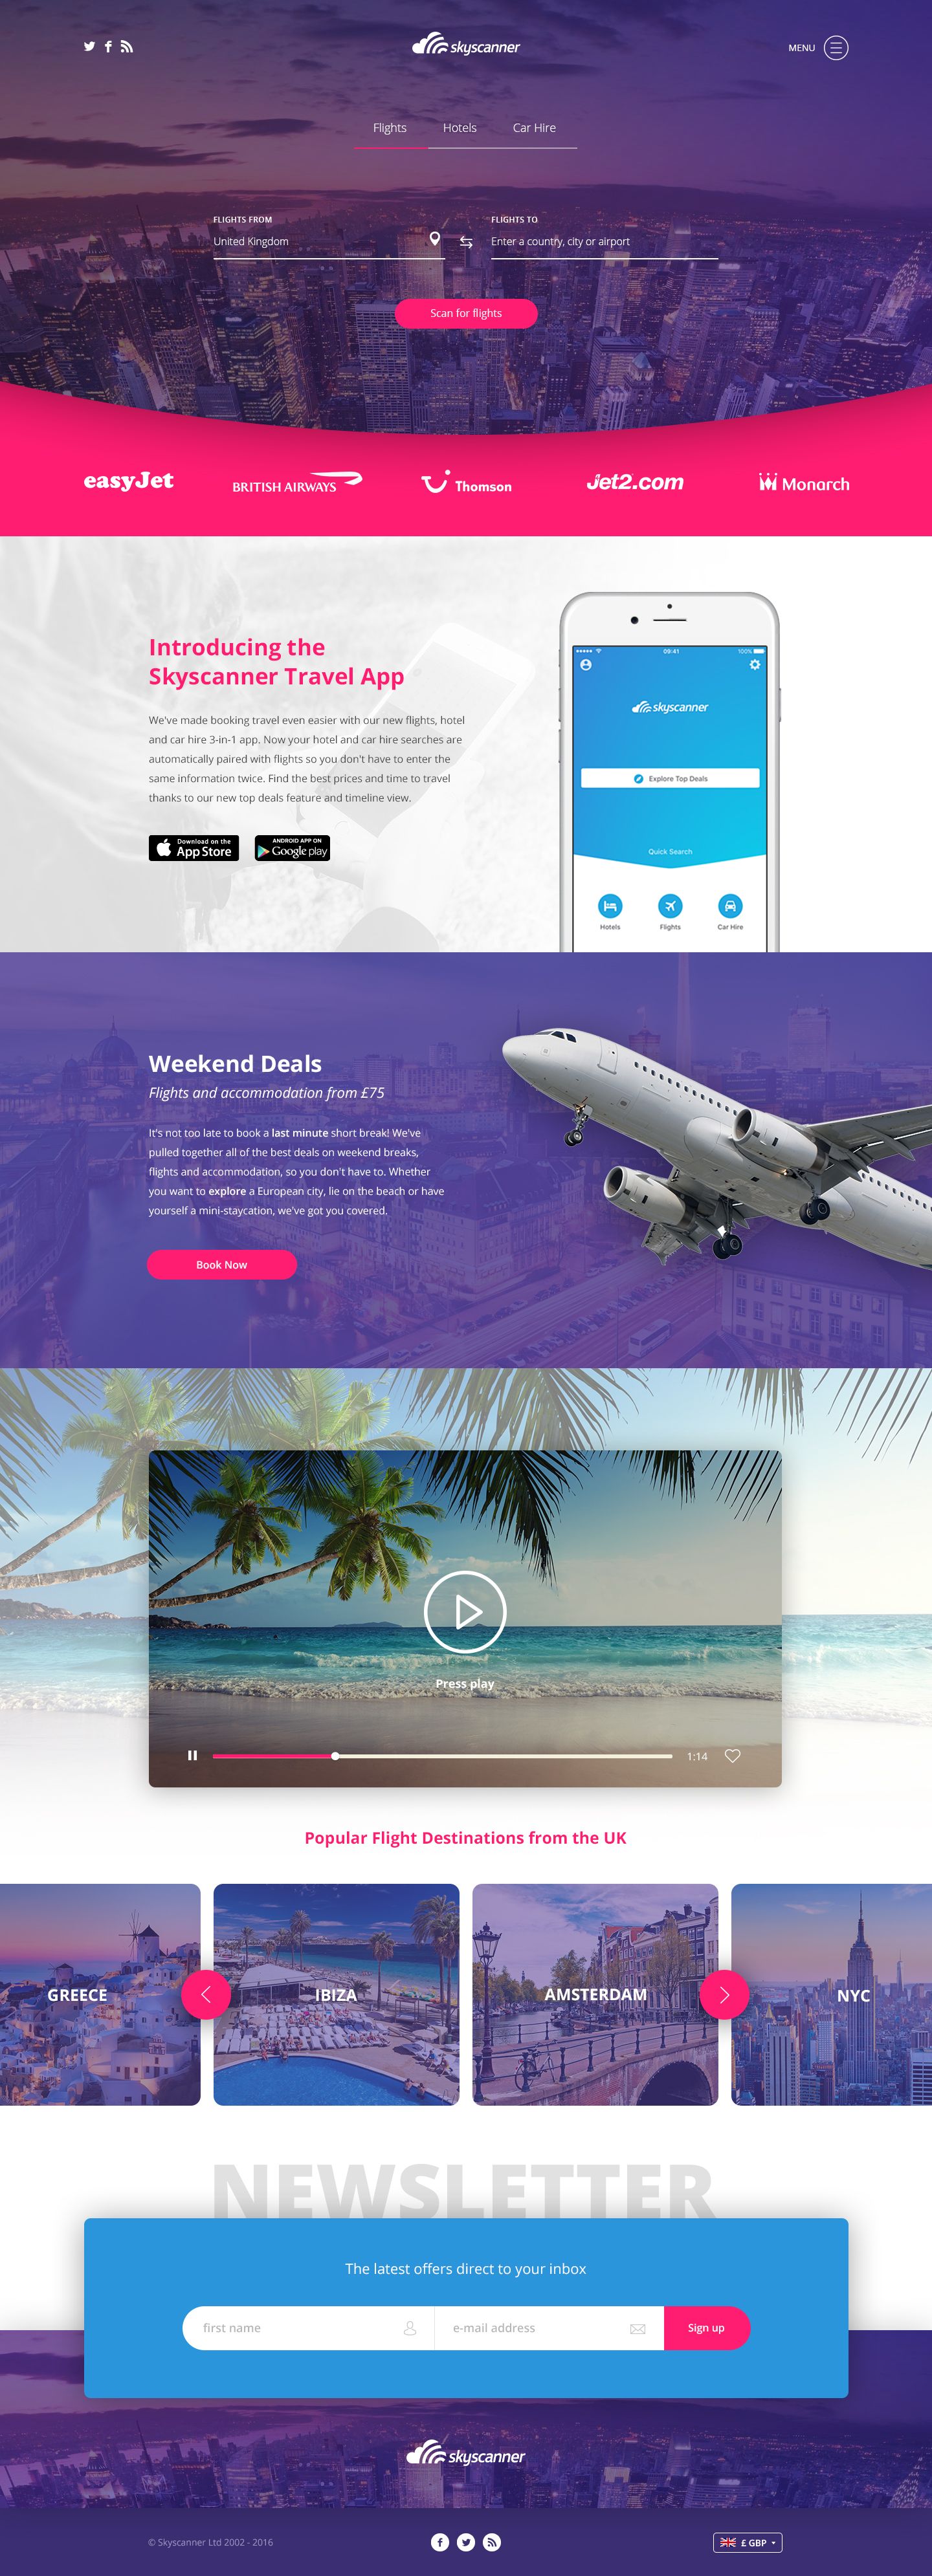 skyscanner
MENU
Flights
Hotels
Car Hire
FLIGHTS FROM
United Kingdom
FLIGHTS TO
Enter a country, city or airport
Scan for flights
easyJet
BRITISH AIRWAYS
Thomson
Jet2.com
Monarch
Introducing the
Skyscanner Travel App
We've made booking travel even easier with our new flights, hotel
and car hire 3-in-1 app. Now your hotel and car hire searches are
automatically paired with flights so you don't have to enter the
same information twice. Find the best prices and time to travel
thanks to our new top deals feature and timeline view.
Download on the
App Store
ANDROID APP ON
Google play
09:41
100%
skyscanner
Explore Top Deals
Quick Search
Hotels
Flights
Car Hire
Weekend Deals
Flights and accommodation from £75
It's not too late to book a last minute short break! We've
pulled together all of the best deals on weekend breaks,
flights and accommodation, so you don't have to. Whether
you want to explore a European city, lie on the beach or have
yourself a mini-staycation, we've got you covered.
Book Now
Press play
1:14
Popular Flight Destinations from the UK
GREECE
IBIZA
AMSTERDAM
NYC
NEWSLETTER
The latest offers direct to your inbox
first name
e-mail address
Sign up
skyscanner
© Skyscanner Ltd 2002 - 2016
£ GBP